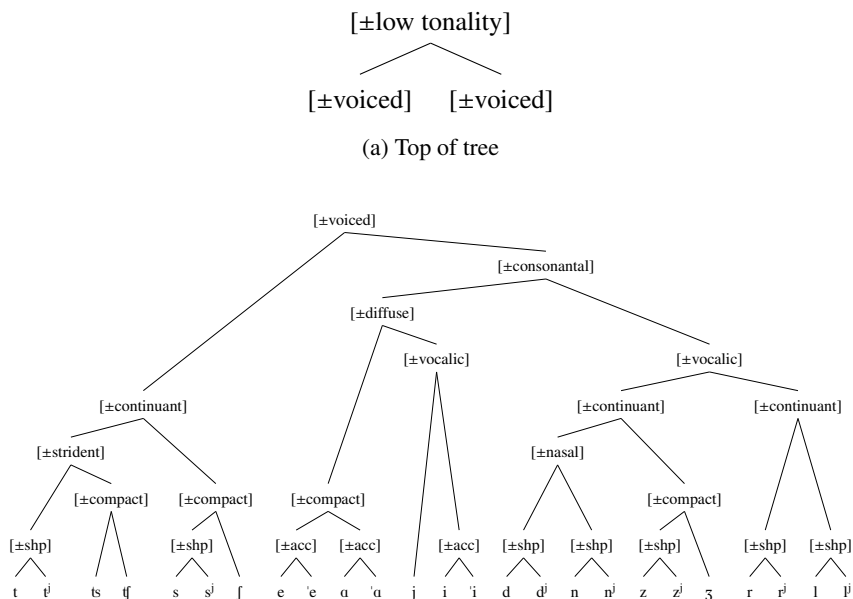 [±low tonality]
[±voiced] [±voiced]
(a) Top of tree
[±voiced]
[±consonantal]
[±diffuse]
[±vocalic] [±vocalic]
[±continuant] [±continuant] [±continuant]
[±strident] [±nasal]
[±compact] [±compact] [±compact] [±compact]
[±shp] [±shp] [±acc] [±acc] [±acc] [±shp] [±shp] [±shp] [±shp] [±shp]
t tʲ ts tʃ s sʲ ʃ e ˈe ɑ ˈɑ j i ˈi d dʲ n nʲ z zʲ ʒ r rʲ l lʲ